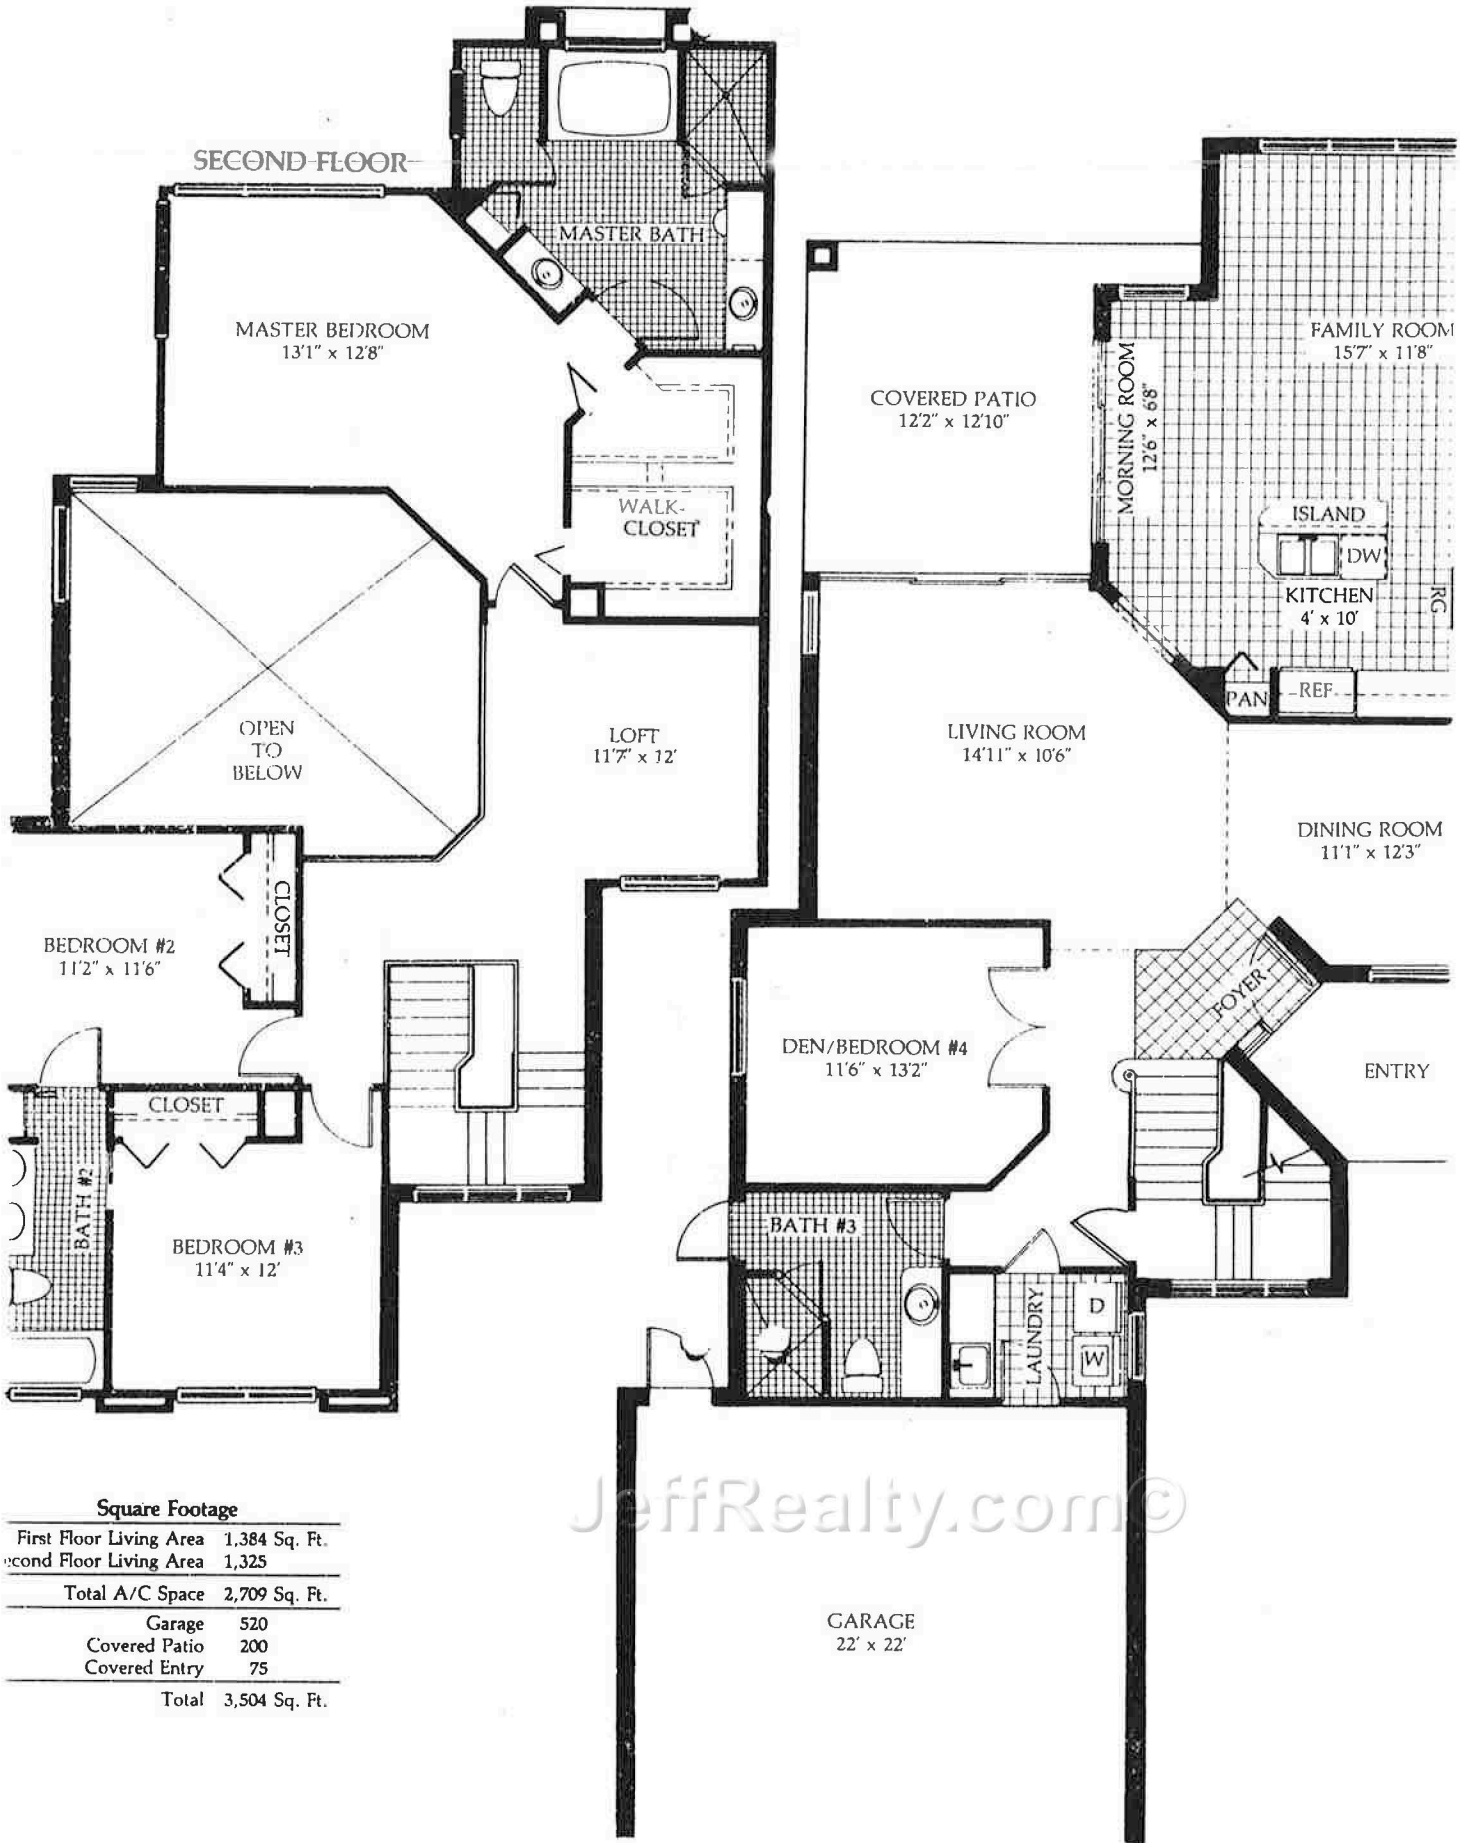 SECOND FLOOR
MASTER BATH
MASTER BEDROOM
13'1" x 12'8"
WALK-
CLOSET
OPEN
TO
BELOW
LOFT
11'7" x 12'
CLOSET
BEDROOM #2
11'2" x 11'6"
CLOSET
BATH #2
BEDROOM #3
11'4" x 12'
FAMILY ROOM
15'7" x 11'8"
COVERED PATIO
12'2" x 12'10"
MORNING ROOM
12'6" x 6'8"
ISLAND
DW
KITCHEN
4' x 10'
RG
PAN
REF
LIVING ROOM
14'11" x 10'6"
DINING ROOM
11'1" x 12'3"
FOYER
DEN/BEDROOM #4
11'6" x 13'2"
ENTRY
BATH #3
LAUNDRY
D
W
JeffRealty.com©
GARAGE
22' x 22'
Square Footage
First Floor Living Area 1,384 Sq. Ft.
econd Floor Living Area 1,325
Total A/C Space 2,709 Sq. Ft.
Garage 520
Covered Patio 200
Covered Entry 75
Total 3,504 Sq. Ft.